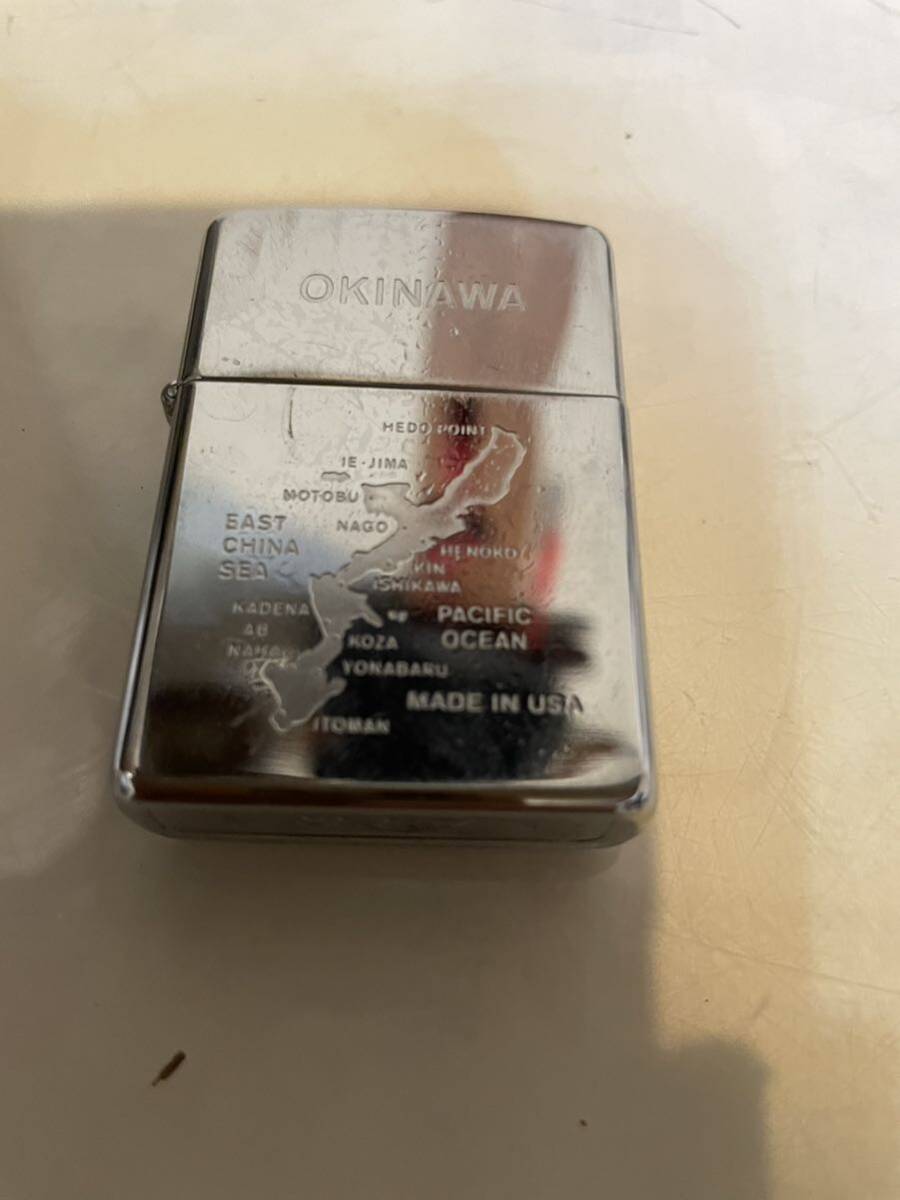 OKINAWA
HEDO POINT
IE-JIMA
MOTOBU
NAGO
EAST
CHINA
SEA
HENOKO
KIN
ISHIKAWA
KADENA
AB
NAHA
PACIFIC
OCEAN
KOZA
YONABARU
MADE IN USA
ITOMAN